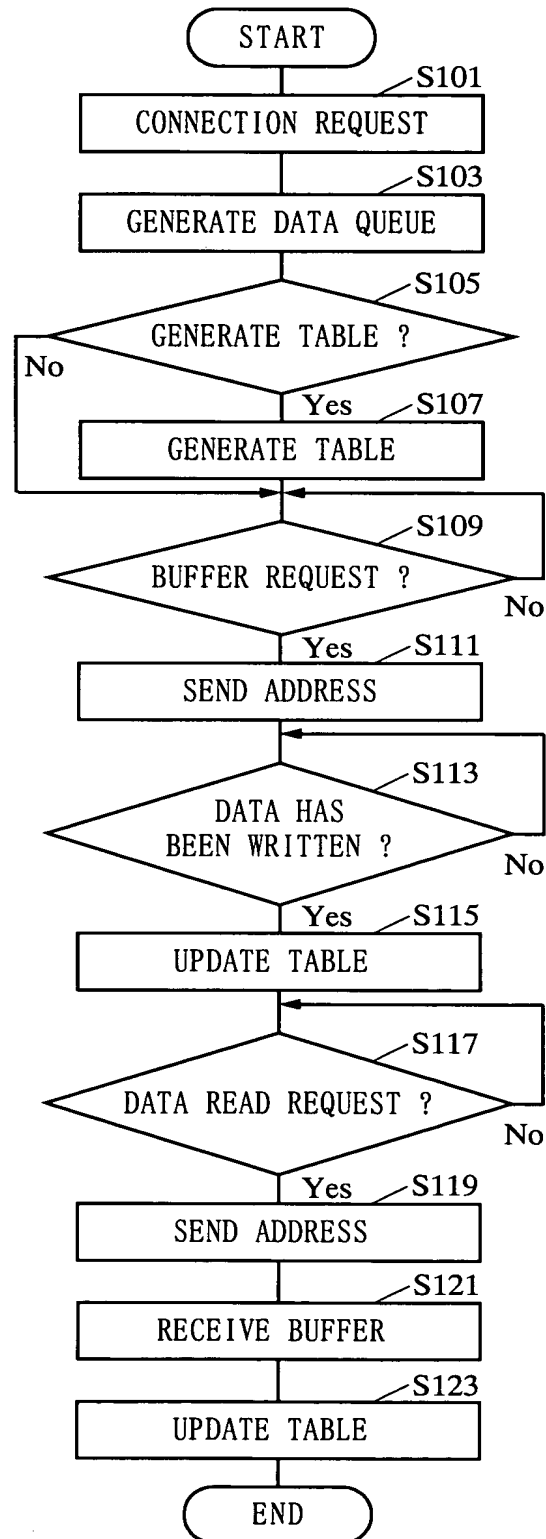 START
S101
CONNECTION REQUEST
S103
GENERATE DATA QUEUE
S105
GENERATE TABLE ?
No
Yes
S107
GENERATE TABLE
S109
BUFFER REQUEST ?
No
Yes
S111
SEND ADDRESS
S113
DATA HAS
BEEN WRITTEN ?
No
Yes
S115
UPDATE TABLE
S117
DATA READ REQUEST ?
No
Yes
S119
SEND ADDRESS
S121
RECEIVE BUFFER
S123
UPDATE TABLE
END